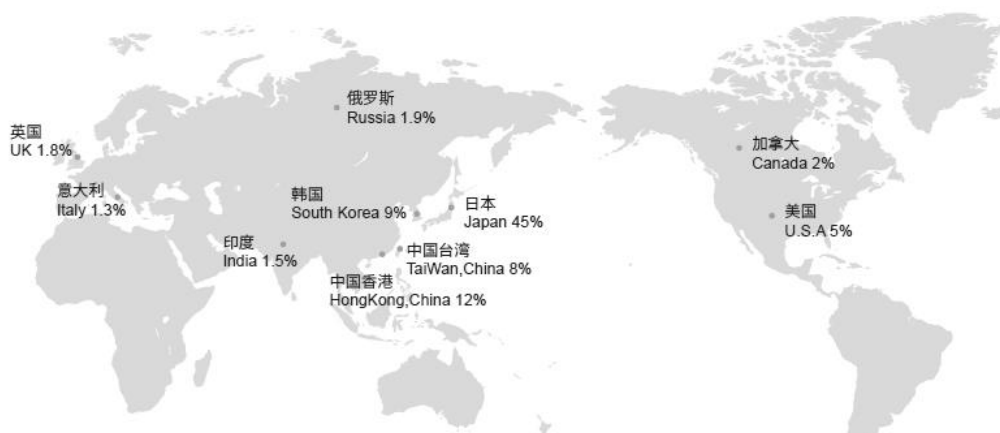 俄罗斯
Russia 1.9%
英国
UK 1.8%
加拿大
Canada 2%
意大利
Italy 1.3%
韩国
South Korea 9%
日本
Japan 45%
美国
U.S.A 5%
印度
India 1.5%
中国台湾
TaiWan,China 8%
中国香港
HongKong,China 12%